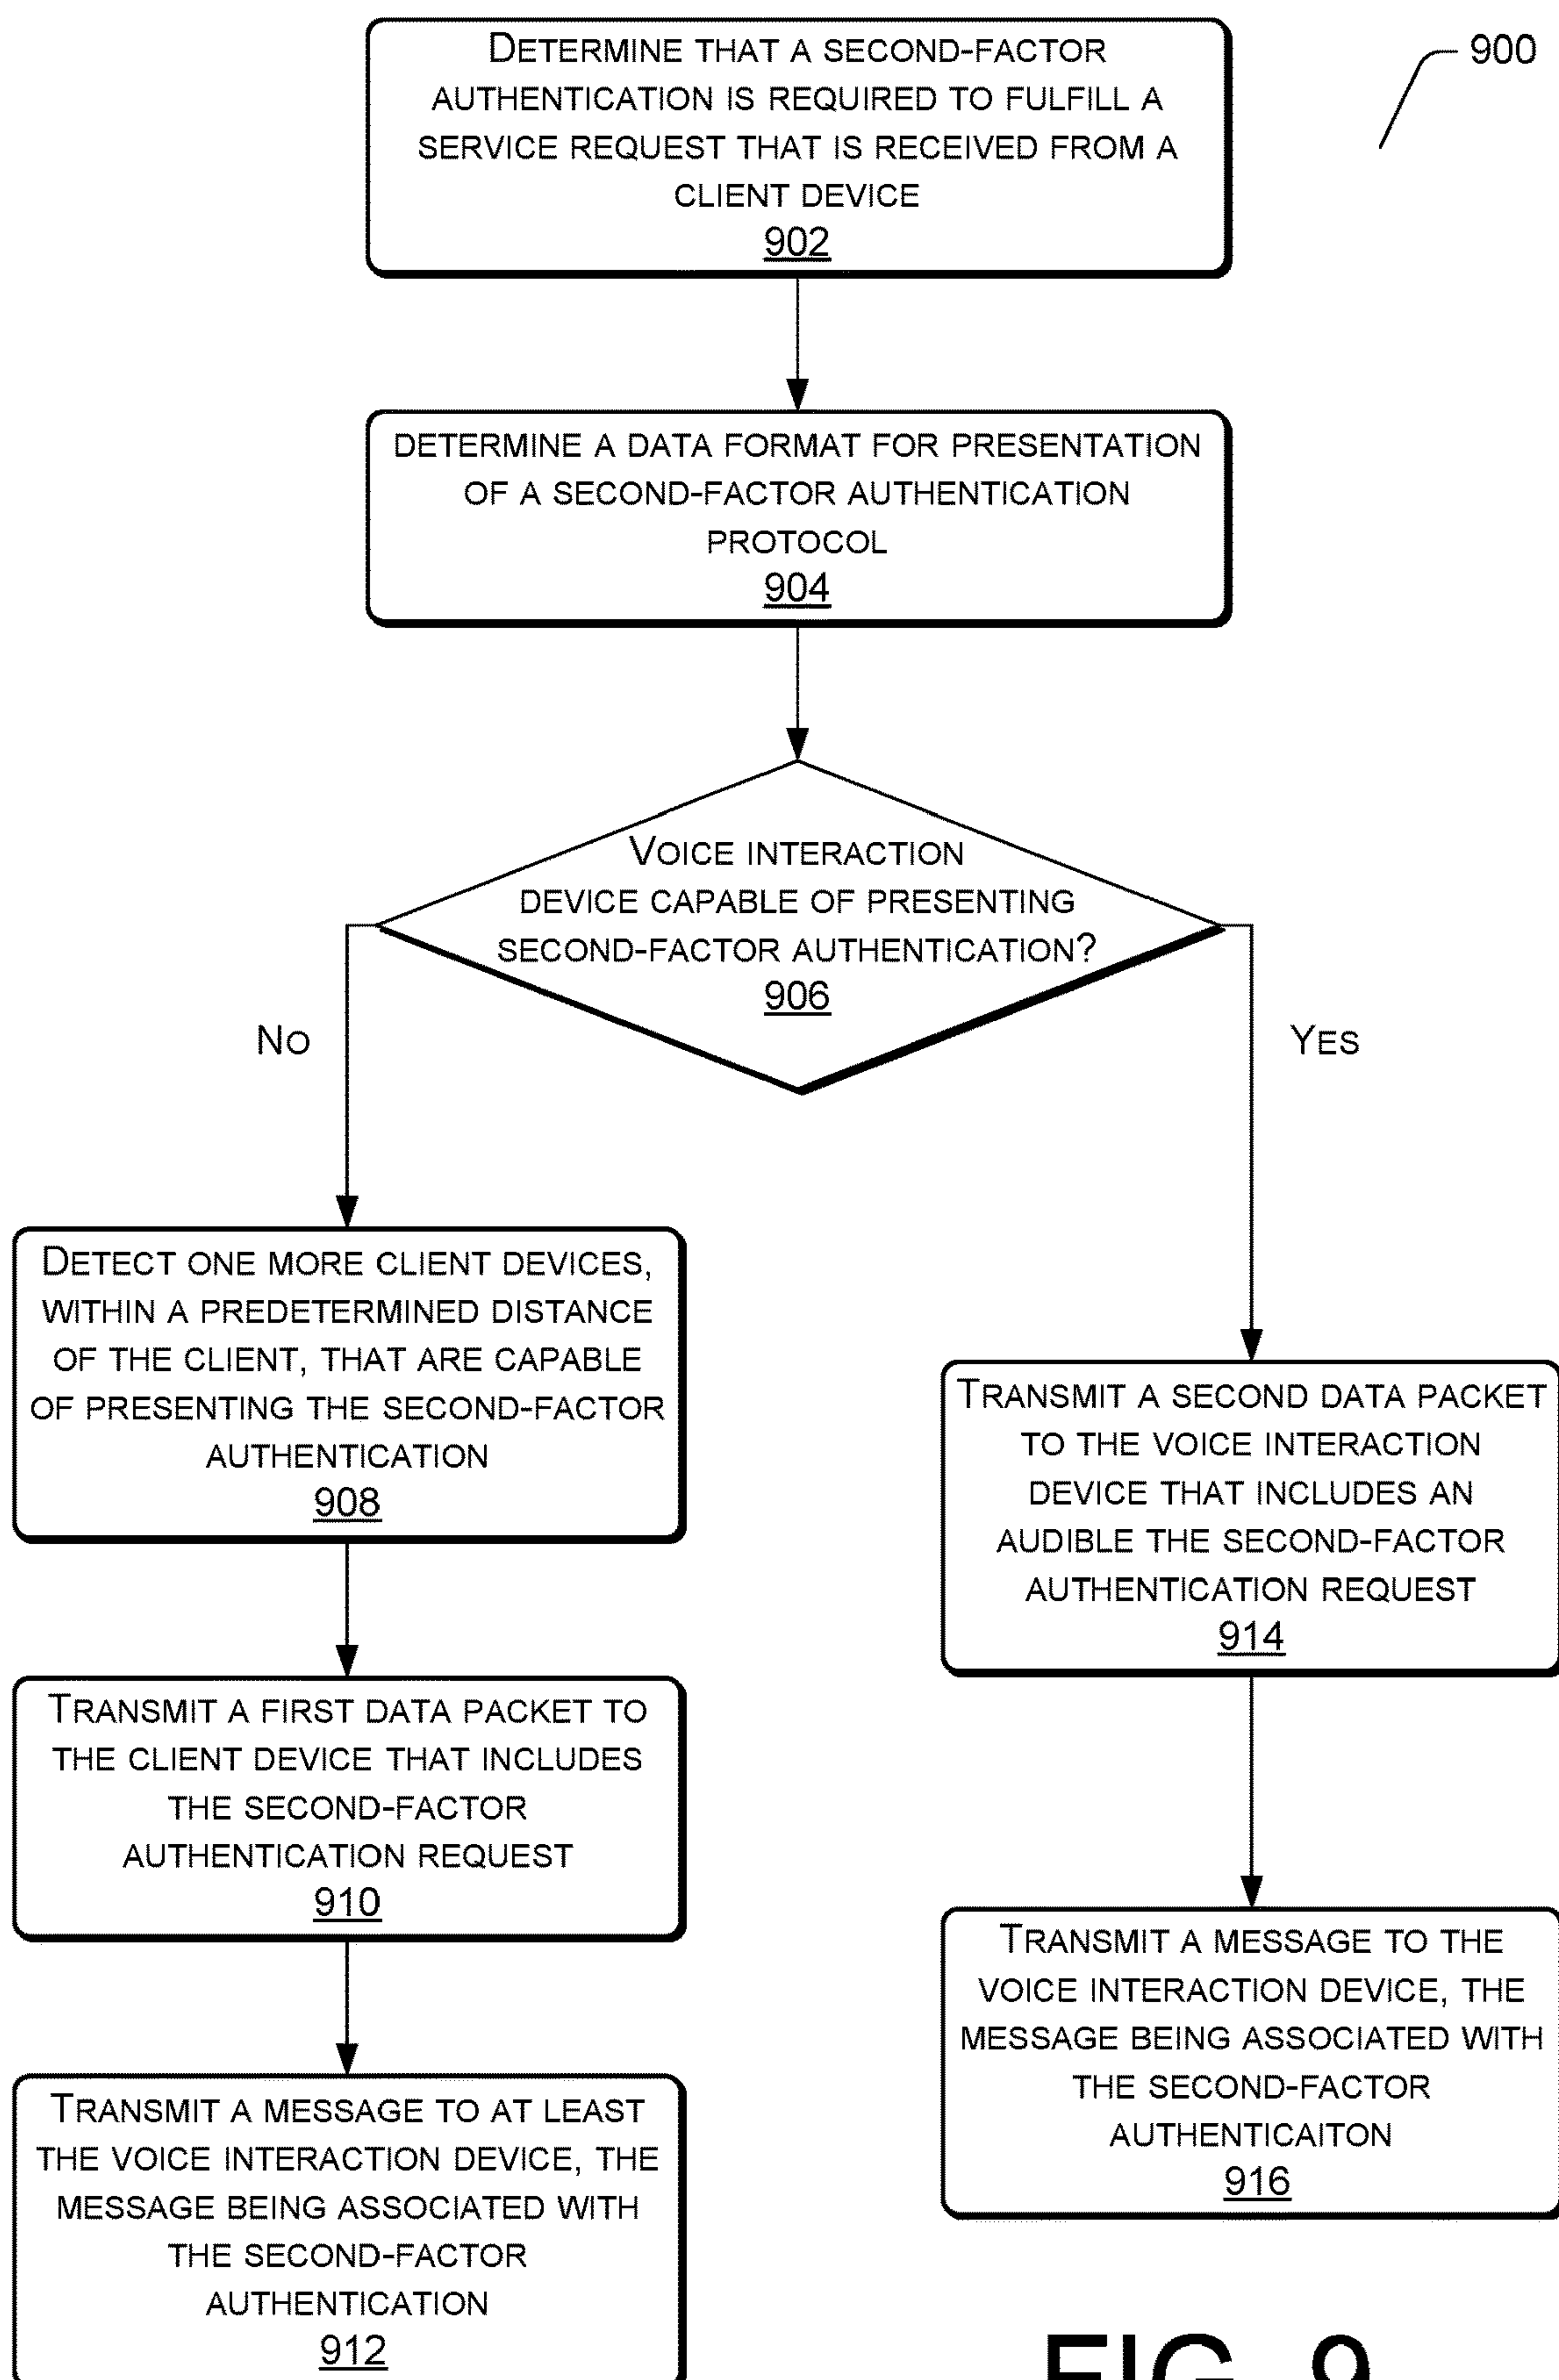 DETERMINE THAT A SECOND-FACTOR
AUTHENTICATION IS REQUIRED TO FULFILL A
SERVICE REQUEST THAT IS RECEIVED FROM A
CLIENT DEVICE
902
900
DETERMINE A DATA FORMAT FOR PRESENTATION
OF A SECOND-FACTOR AUTHENTICATION
PROTOCOL
904
VOICE INTERACTION
DEVICE CAPABLE OF PRESENTING
SECOND-FACTOR AUTHENTICATION?
906
NO
YES
DETECT ONE MORE CLIENT DEVICES,
WITHIN A PREDETERMINED DISTANCE
OF THE CLIENT, THAT ARE CAPABLE
OF PRESENTING THE SECOND-FACTOR
AUTHENTICATION
908
TRANSMIT A FIRST DATA PACKET TO
THE CLIENT DEVICE THAT INCLUDES
THE SECOND-FACTOR
AUTHENTICATION REQUEST
910
TRANSMIT A MESSAGE TO AT LEAST
THE VOICE INTERACTION DEVICE, THE
MESSAGE BEING ASSOCIATED WITH
THE SECOND-FACTOR
AUTHENTICATION
912
TRANSMIT A SECOND DATA PACKET
TO THE VOICE INTERACTION
DEVICE THAT INCLUDES AN
AUDIBLE THE SECOND-FACTOR
AUTHENTICATION REQUEST
914
TRANSMIT A MESSAGE TO THE
VOICE INTERACTION DEVICE, THE
MESSAGE BEING ASSOCIATED WITH
THE SECOND-FACTOR
AUTHENTICAITON
916
FIG. 9